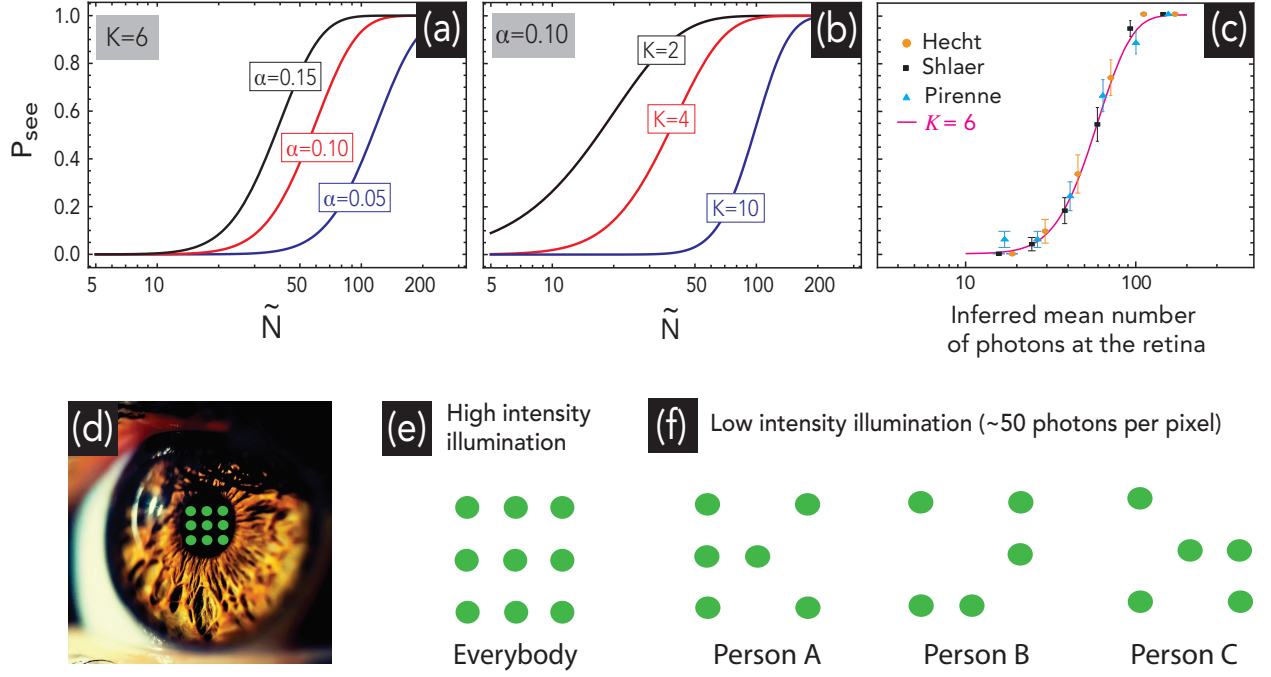 (a)
K=6
α=0.15
α=0.10
α=0.05
P_see
1.0
0.8
0.6
0.4
0.2
0.0
5
10
50
100
200
Ñ
(b)
α=0.10
K=2
K=4
K=10
5
10
50
100
200
Ñ
(c)
Hecht
Shlaer
Pirenne
K = 6
10
100
Inferred mean number
of photons at the retina
(d)
(e)
High intensity
illumination
Everybody
(f)
Low intensity illumination (~50 photons per pixel)
Person A
Person B
Person C